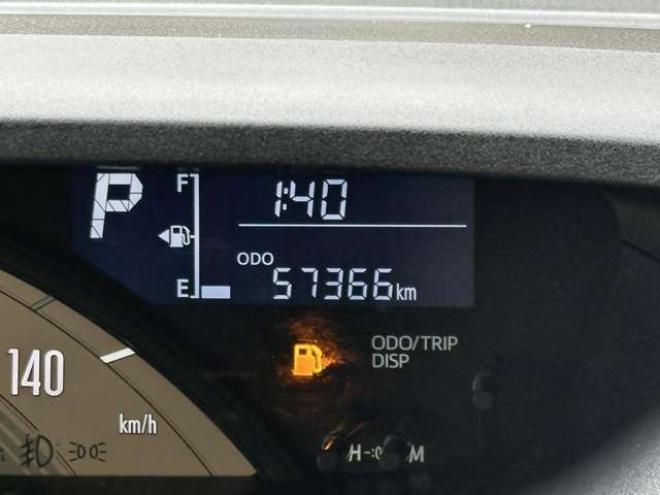 P
F
1:40
ODO
57366km
E
ODO/TRIP
DISP
140
km/h
H
M